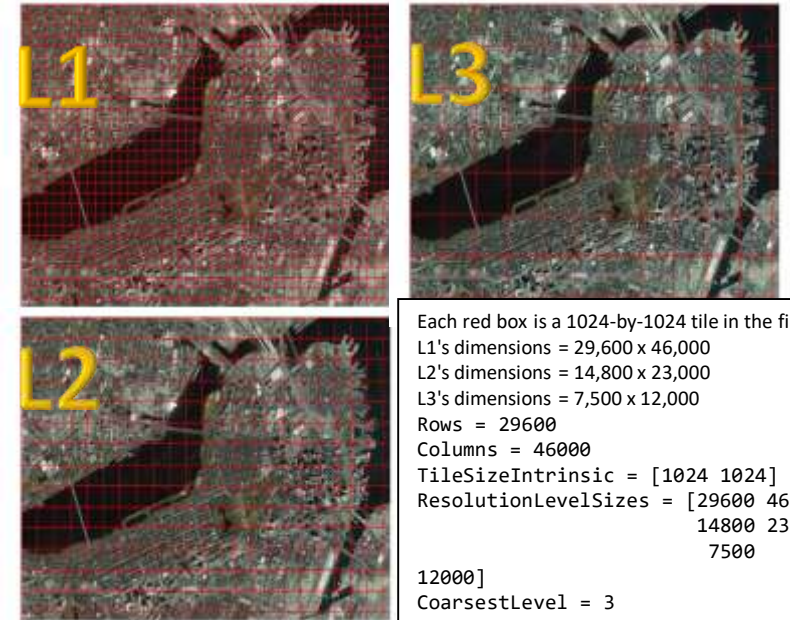 L1
L3
L2
Each red box is a 1024-by-1024 tile in the fi
L1's dimensions = 29,600 x 46,000
L2's dimensions = 14,800 x 23,000
L3's dimensions = 7,500 x 12,000
Rows = 29600
Columns = 46000
TileSizeIntrinsic = [1024 1024]
ResolutionLevelSizes = [29600 46
14800 23
7500
12000]
CoarsestLevel = 3